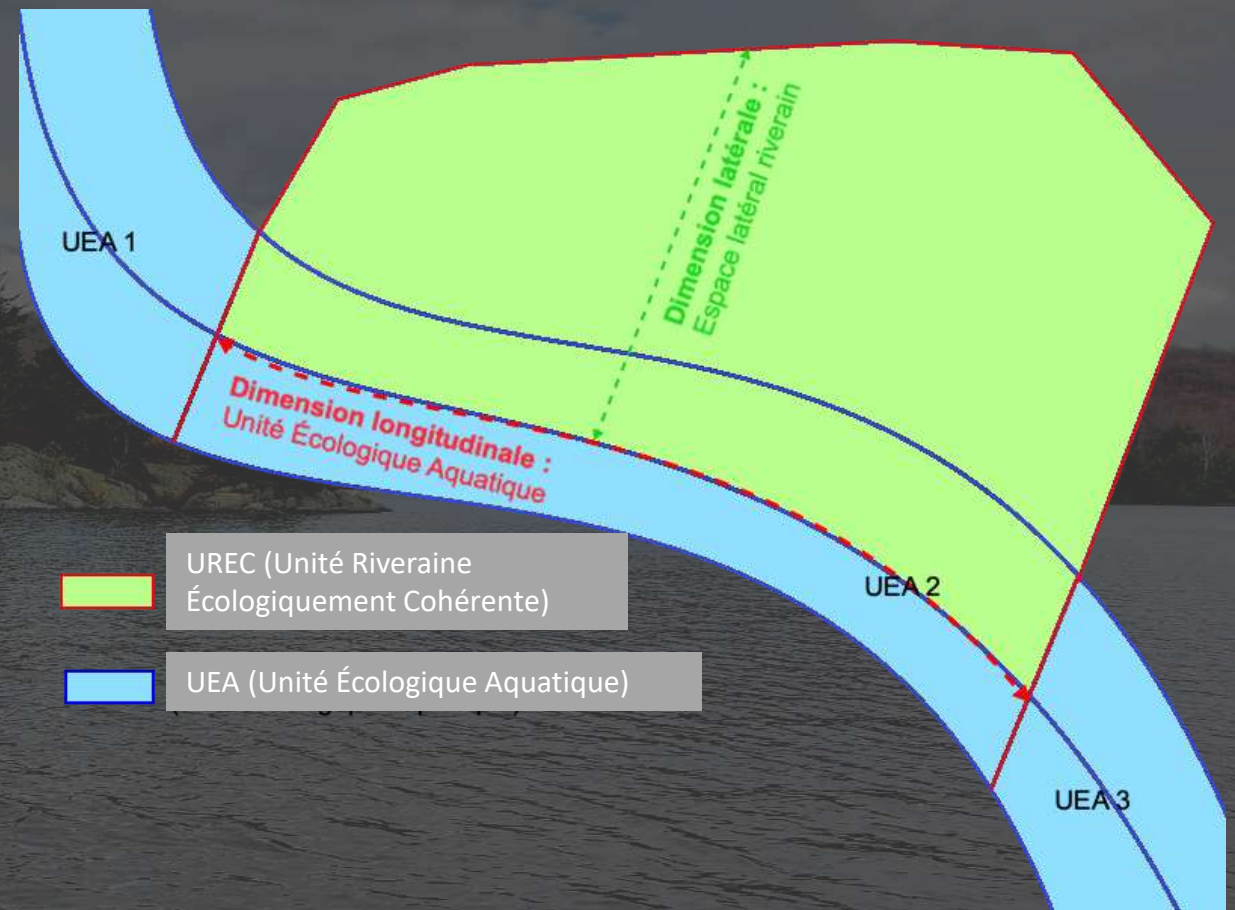 UEA 1
Dimension latérale :
Espace latéral riverain
Dimension longitudinale :
Unité Écologique Aquatique
UEA 2
UREC (Unité Riveraine
Écologiquement Cohérente)
UEA (Unité Écologique Aquatique)
UEA 3